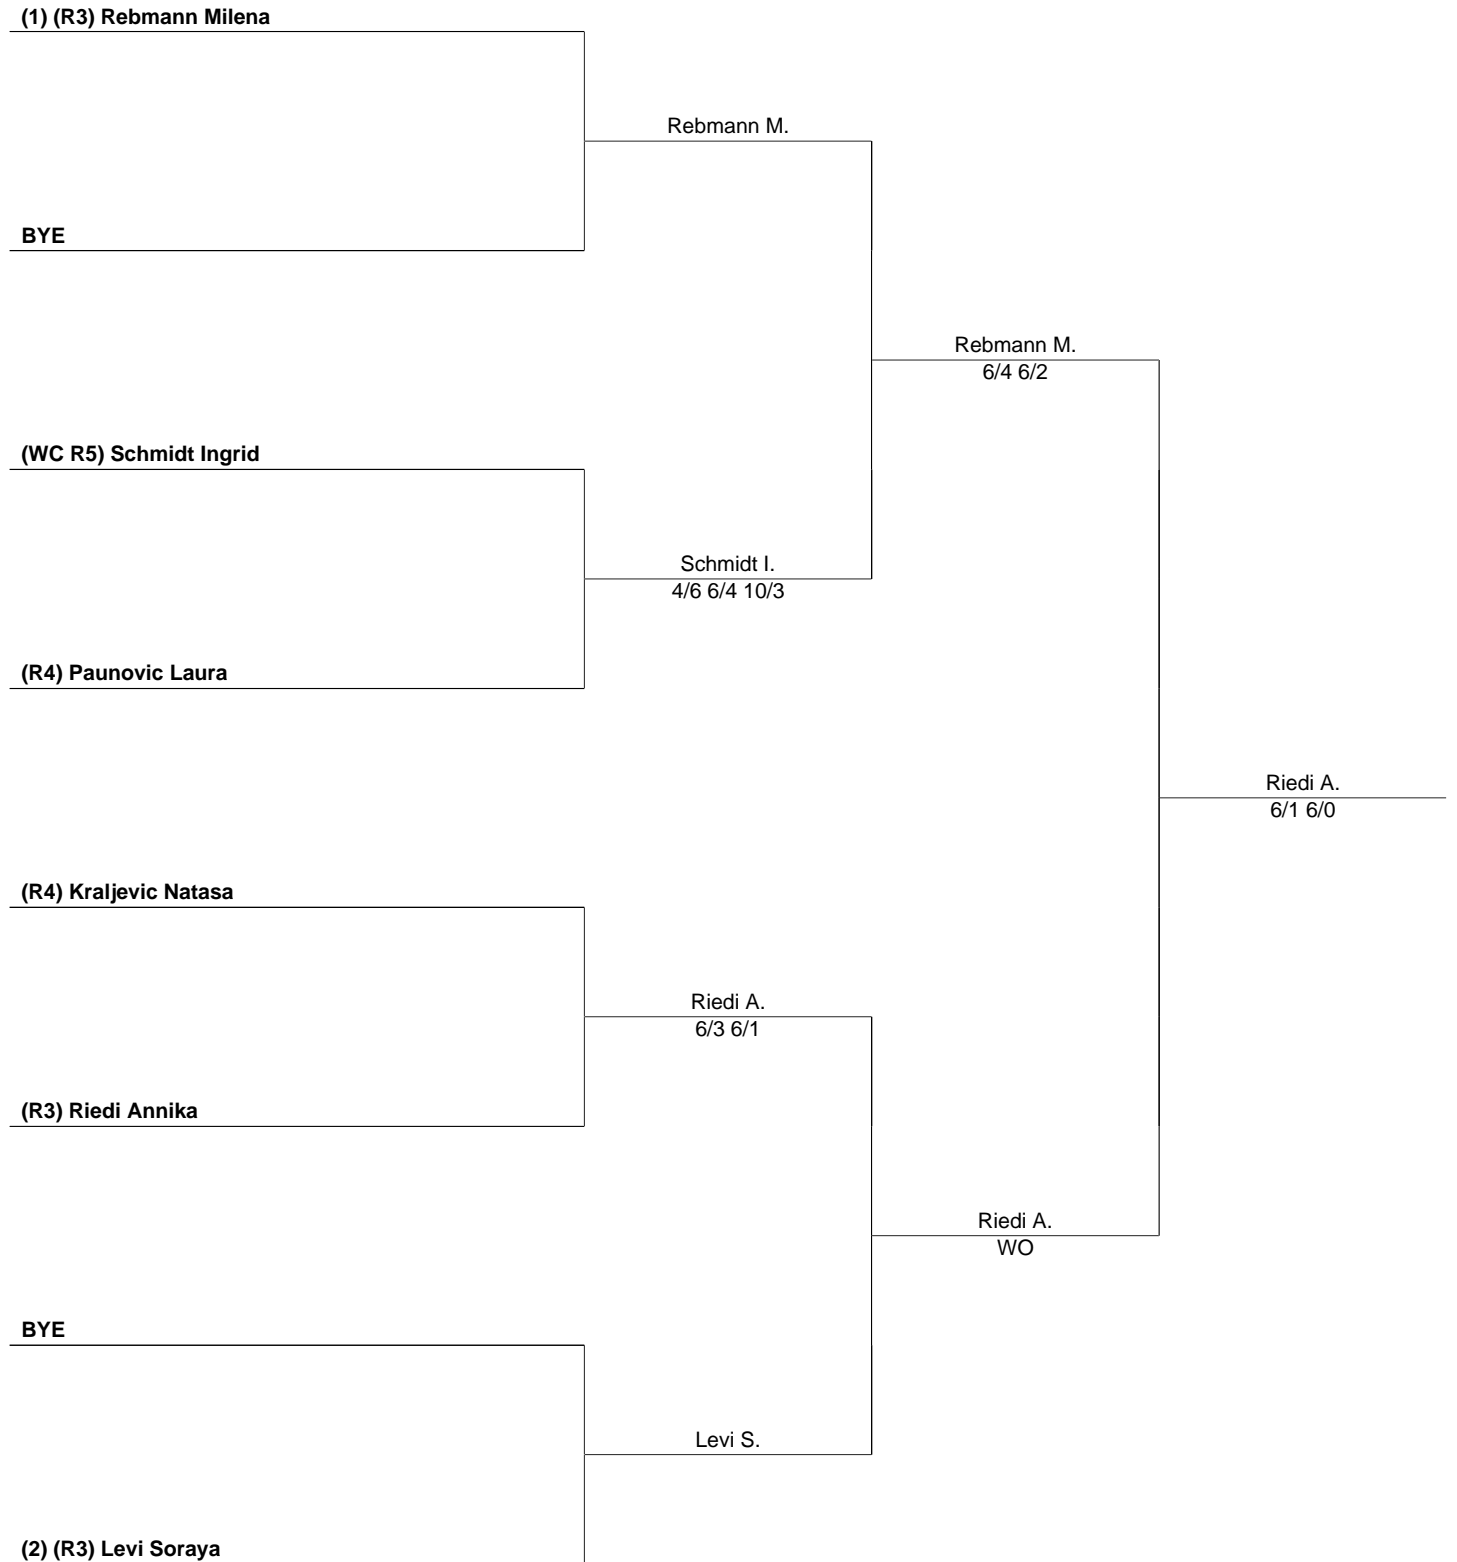 (1) (R3) Rebmann Milena
Rebmann M.
BYE
Rebmann M.
6/4 6/2
(WC R5) Schmidt Ingrid
Schmidt I.
4/6 6/4 10/3
(R4) Paunovic Laura
Riedi A.
6/1 6/0
(R4) Kraljevic Natasa
Riedi A.
6/3 6/1
(R3) Riedi Annika
Riedi A.
WO
BYE
Levi S.
(2) (R3) Levi Soraya